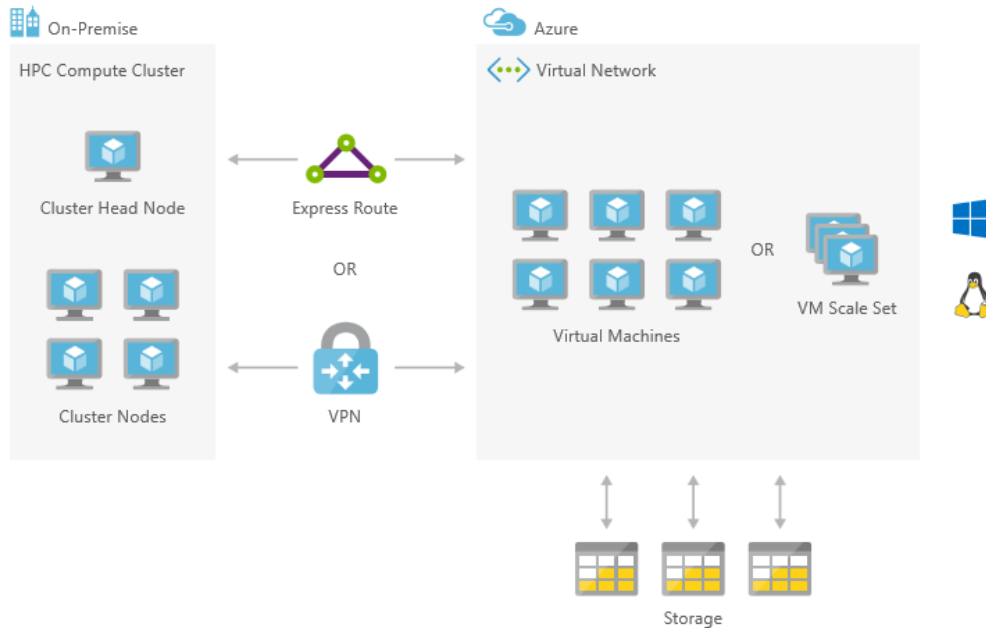 On-Premise
HPC Compute Cluster
Cluster Head Node
Cluster Nodes
Express Route
OR
VPN
Azure
Virtual Network
Virtual Machines
OR
VM Scale Set
Storage